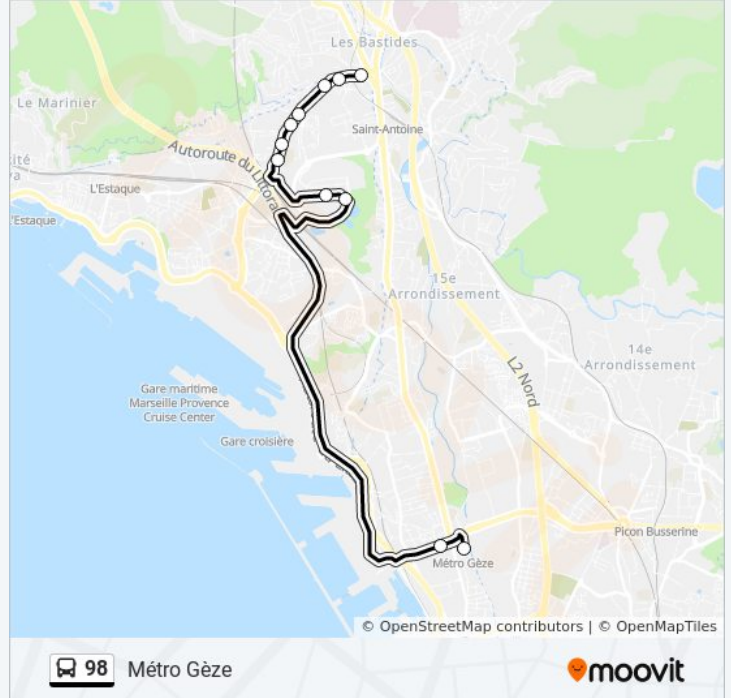 Les Bastides
Le Marinier
Saint-Antoine
Autoroute du Littoral
L'Estaque
'Estaque
15e
Arrondissement
14e
Arrondissement
L2 Nord
Gare maritime
Marseille Provence
Cruise Center
Gare croisière
Picon Busserine
Métro Gèze
© OpenStreetMap contributors | © OpenMapTiles
98 Métro Gèze
moovit